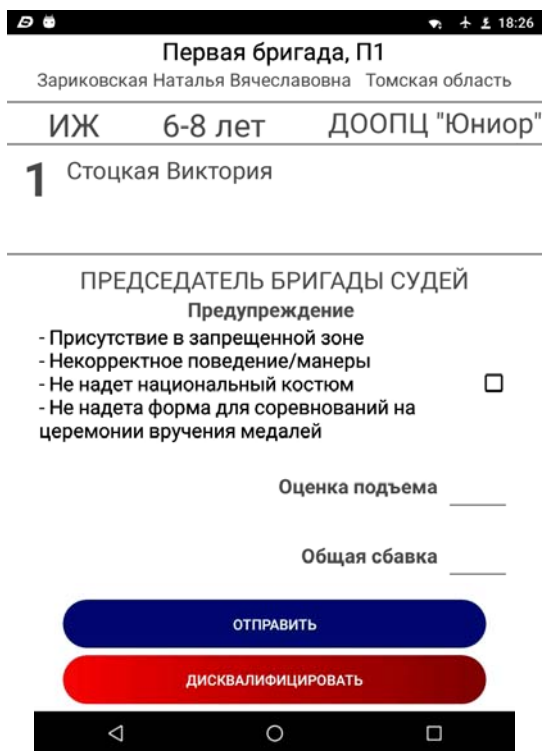 18:26
Первая бригада, П1
Зариковская Наталья Вячеславовна Томская область
ИЖ 6-8 лет ДООПЦ "Юниор"
1 Стоцкая Виктория
ПРЕДСЕДАТЕЛЬ БРИГАДЫ СУДЕЙ
Предупреждение
- Присутствие в запрещенной зоне
- Некорректное поведение/манеры
- Не надет национальный костюм
- Не надета форма для соревнований на
церемонии вручения медалей
Оценка подъема
Общая сбавка
ОТПРАВИТЬ
ДИСКВАЛИФИЦИРОВАТЬ